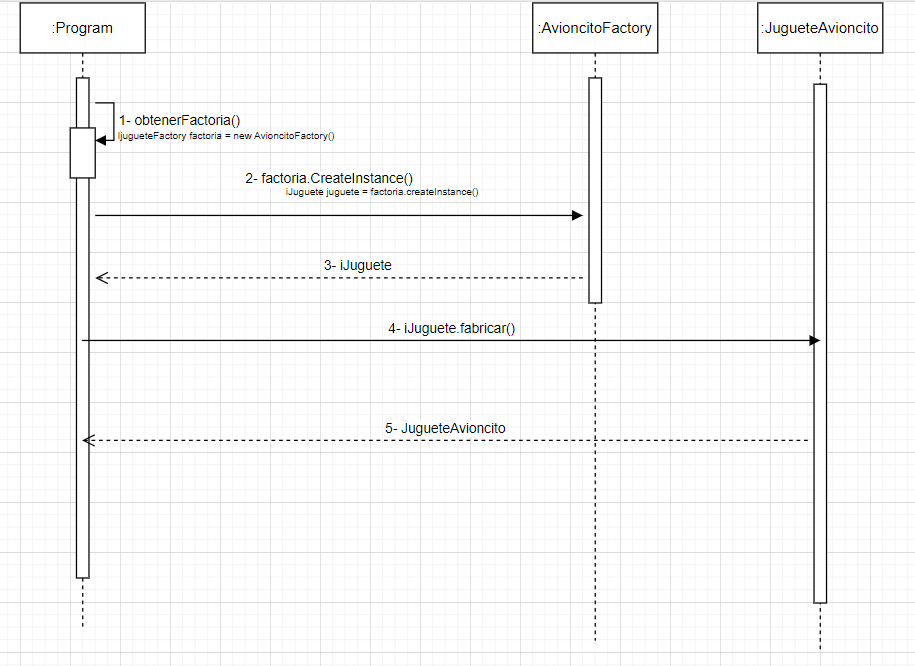 :Program
:AvioncitoFactory
:JugueteAvioncito
1- obtenerFactoria()
IjugueteFactory factoria = new AvioncitoFactory()
2- factoria.CreateInstance()
iJuguete juguete = factoria.createInstance()
3- iJuguete
4- iJuguete.fabricar()
5- JugueteAvioncito